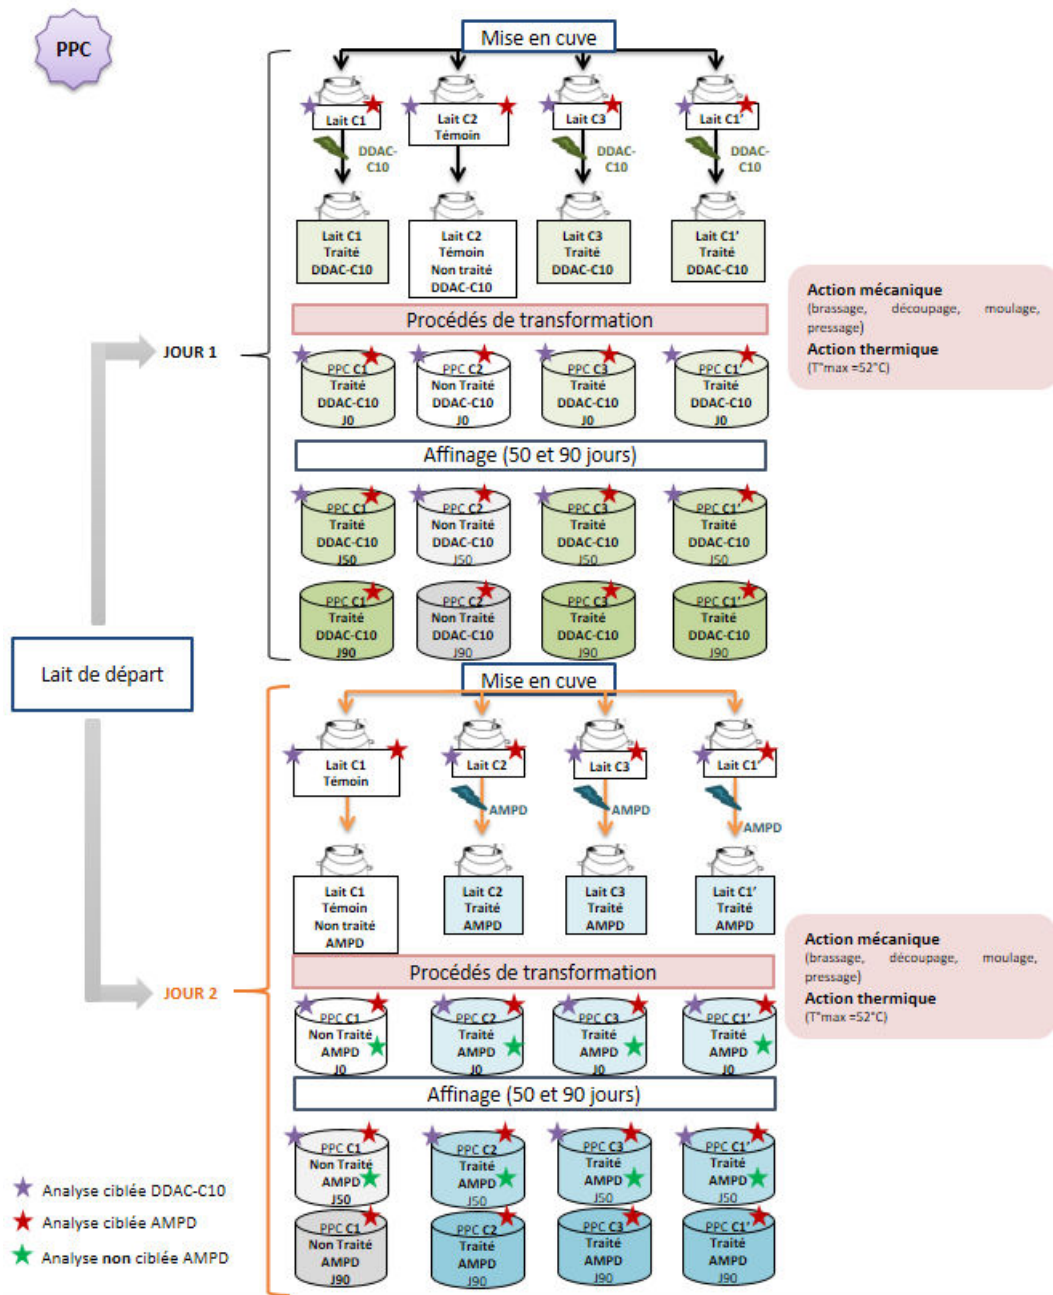 PPC
Mise en cuve
Lait C1
Lait C2
Témoin
Lait C3
Lait C1'
DDAC-
C10
DDAC-
C10
DDAC-
C10
Lait C1
Traité
DDAC-C10
Lait C2
Témoin
Non traité
DDAC-C10
Lait C3
Traité
DDAC-C10
Lait C1'
Traité
DDAC-C10
Procédés de transformation
Action mécanique
(brassage, découpage, moulage,
pressage)
Action thermique
(T°max =52°C)
JOUR 1
PPC C1
Traité
DDAC-C10
J0
PPC C2
Non Traité
DDAC-C10
J0
PPC C3
Traité
DDAC-C10
J0
PPC C1'
Traité
DDAC-C10
J0
Affinage (50 et 90 jours)
PPC C1
Traité
DDAC-C10
J50
PPC C2
Non Traité
DDAC-C10
J50
PPC C3
Traité
DDAC-C10
J50
PPC C1'
Traité
DDAC-C10
J50
PPC C1
Traité
DDAC-C10
J90
PPC C2
Non Traité
DDAC-C10
J90
PPC C3
Traité
DDAC-C10
J90
PPC C1'
Traité
DDAC-C10
J90
Lait de départ
Mise en cuve
Lait C1
Témoin
Lait C2
Lait C3
Lait C1'
AMPD
AMPD
AMPD
Lait C1
Témoin
Non traité
AMPD
Lait C2
Traité
AMPD
Lait C3
Traité
AMPD
Lait C1'
Traité
AMPD
Procédés de transformation
Action mécanique
(brassage, découpage, moulage,
pressage)
Action thermique
(T°max =52°C)
JOUR 2
PPC C1
Non Traité
AMPD
J0
PPC C2
Traité
AMPD
J0
PPC C3
Traité
AMPD
J0
PPC C1'
Traité
AMPD
J0
Affinage (50 et 90 jours)
PPC C1
Non Traité
AMPD
J50
PPC C2
Traité
AMPD
J50
PPC C3
Traité
AMPD
J50
PPC C1'
Traité
AMPD
J50
PPC C1
Non Traité
AMPD
J90
PPC C2
Traité
AMPD
J90
PPC C3
Traité
AMPD
J90
PPC C1'
Traité
AMPD
J90
Analyse ciblée DDAC-C10
Analyse ciblée AMPD
Analyse non ciblée AMPD